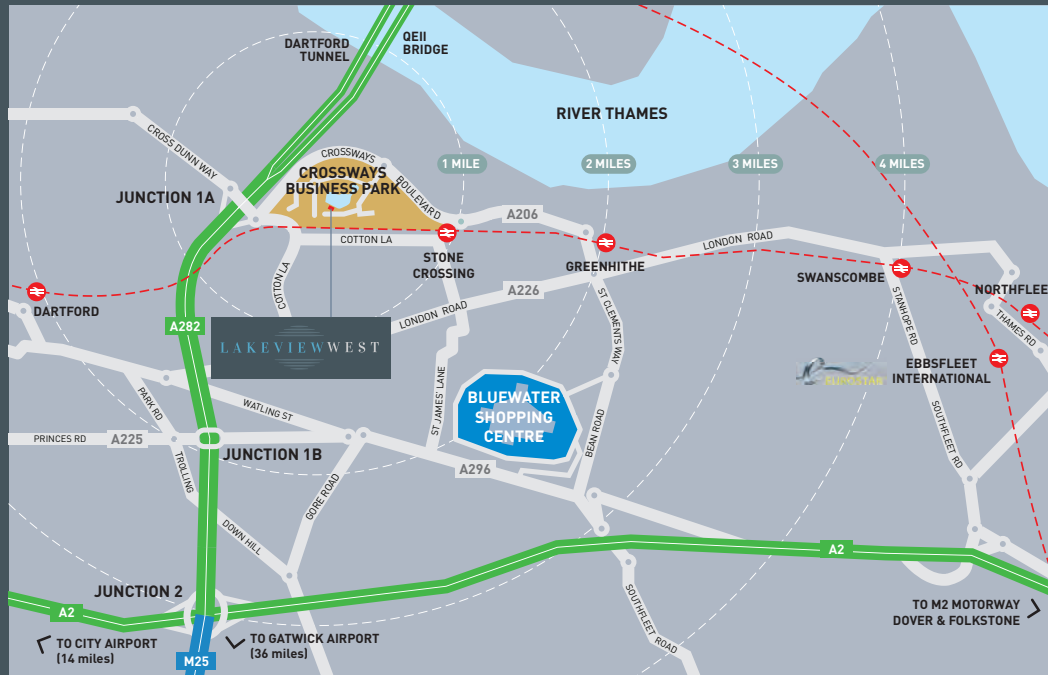 DARTFORD
TUNNEL
QEII
BRIDGE
RIVER THAMES
CROSS DUNN WAY
CROSSWAYS
BOULEVARD
CROSSWAYS
BUSINESS PARK
1 MILE
2 MILES
3 MILES
4 MILES
JUNCTION 1A
A206
COTTON LA
STONE
CROSSING
GREENHITHE
LONDON ROAD
SWANSCOMBE
NORTHFLEE
COTTON LA
A226
LONDON ROAD
DARTFORD
A282
LAKEVIEWWEST
ST CLEMENTS WAY
STANHOPE RD
THAMES RD
EBBSFLEET
INTERNATIONAL
PARK RD
WATLING ST
ST JAMES' LANE
BLUEWATER
SHOPPING
CENTRE
BEAN ROAD
SOUTHFLEET RD
PRINCES RD
A225
JUNCTION 1B
TROLLING
DOWN HILL
GORE ROAD
A296
A2
JUNCTION 2
A2
SOUTHFLEET ROAD
TO CITY AIRPORT
(14 miles)
M25
TO GATWICK AIRPORT
(36 miles)
TO M2 MOTORWAY
DOVER & FOLKSTONE